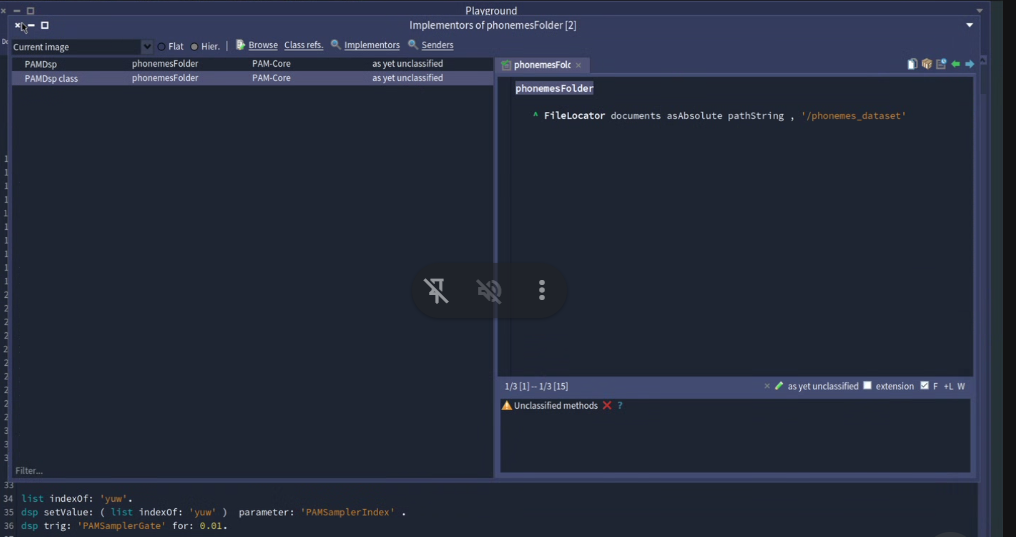 Playground
Implementors of phonemesFolder [2]
Current image Flat Hier. | Browse Class refs. Implementors Senders
PAMDsp phonemesFolder PAM-Core as yet unclassified
PAMDsp class phonemesFolder PAM-Core as yet unclassified
phonemesFolc ×
phonemesFolder
^ FileLocator documents asAbsolute pathString , '/phonemes_dataset'
1/3 [1] – 1/3 [15] as yet unclassified extension F +L W
Unclassified methods ?
Filter...
33
34 list indexOf: 'yuw'.
35 dsp setValue: ( list indexOf: 'yuw' ) parameter: 'PAMSamplerIndex' .
36 dsp trig: 'PAMSamplerGate' for: 0.01.